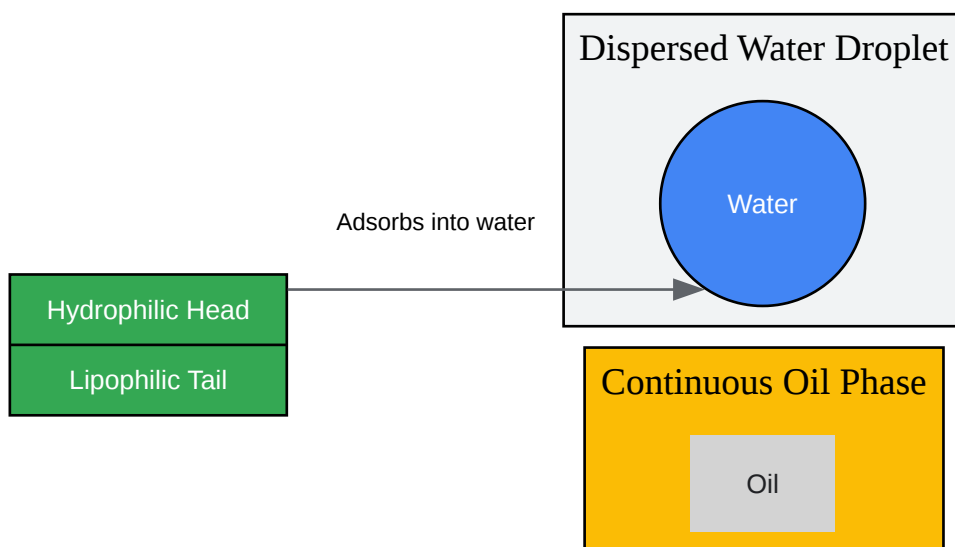 Dispersed Water Droplet
Water
Adsorbs into water
Hydrophilic Head
Lipophilic Tail
Continuous Oil Phase
Oil